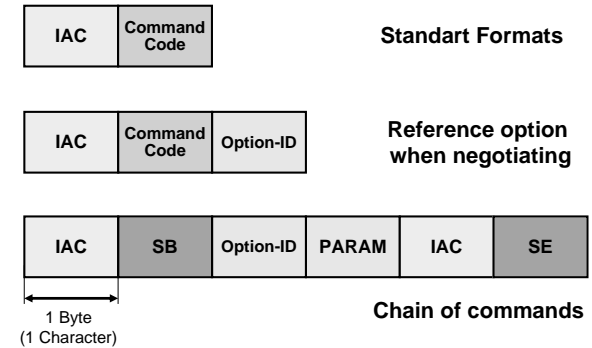 IAC
Command
Code
Standart Formats
IAC
Command
Code
Option-ID
Reference option
when negotiating
IAC
SB
Option-ID
PARAM
IAC
SE
1 Byte
(1 Character)
Chain of commands